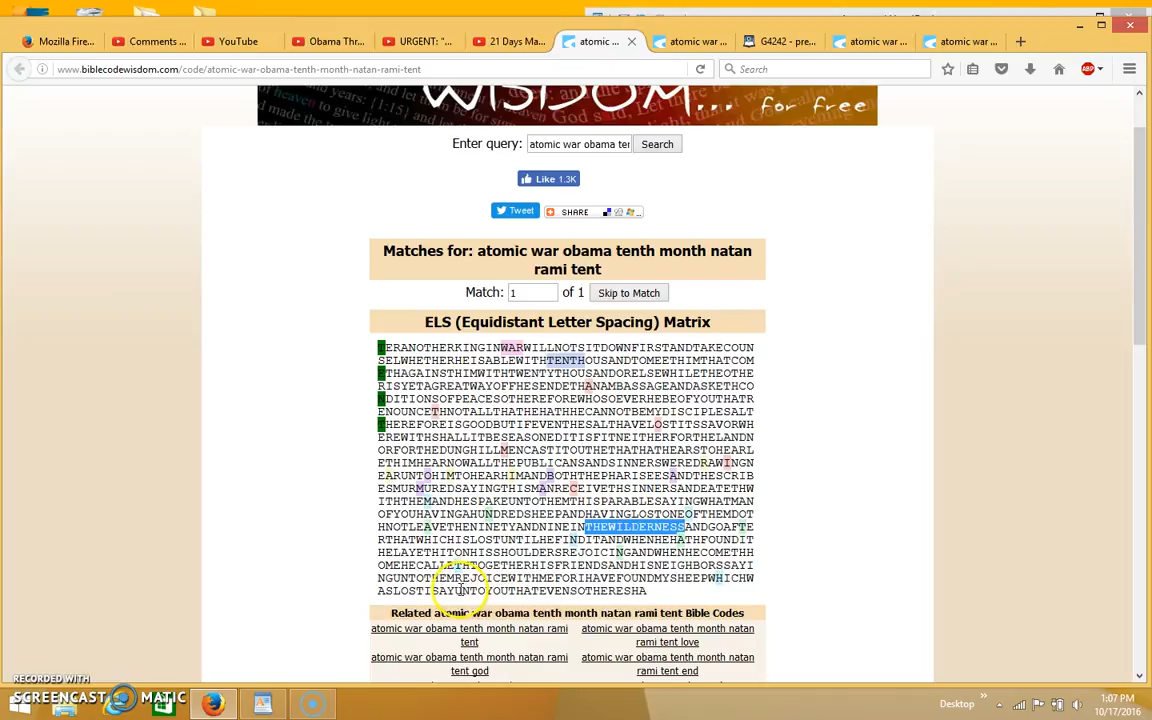 Mozilla Fire...
Comments ...
YouTube
Obama Thr...
URGENT: "...
21 Days Ma...
atomic ...
atomic war ...
G4242 - pre...
atomic war ...
atomic war ...
www.biblecodewisdom.com/code/atomic-war-obama-tenth-month-natan-rami-tent
Search
ABP
WISDOM... for free
Enter query:
atomic war obama ten
Search
Like 1.3K
Tweet
SHARE
Matches for: atomic war obama tenth month natan
rami tent
Match: 1 of 1 Skip to Match
ELS (Equidistant Letter Spacing) Matrix
TERANOTHERKINGINWARWILLNOTSITDOWNFIRSTANDTAKECOUN
SELWHETHERHEISABLEWITHTENTHOUSANDTOMEETHIMTHATCOM
ETHAGAINSTHIMWITHTWENTYTHOUSANDORELSEWHILETHEOTHE
RISYETAGREATWAYOFFHESENDETHANAMBASSAGEANDASKETHCO
NDITIONSOFPEACESOTHEREFOREWHOSOEVERHEBEOFYOUTHATR
ENOUNCETHNOTALLTHATHEHATHHECANNOTBEMYDISCIPLESALT
THEREFOREISGOODBUTIFEVENTHESALTHAVELOSTITSSAVORWH
EREWITHSHALLITBESEASONEDITISFITNEITHERFORTHELANDN
ORFORTHEDUNGHILLMENCASTITOUTHETHATHATHEARSTOHEARL
ETHIMHEARNOWALLTHEPUBLICANSANDSINNERSWEREDRAWINGN
EARUNTOHIMTOHEARHIMANDBOTHTHEPHARISEESANDTHESCRIB
ESMURMUREDSAYINGTHISMANRECEIVETHSINNERSANDEATETHW
ITHTHEMANDHESPAKEUNTOTHEMTHISPARABLESAYINGWHATMAN
OFYOUHAVINGAHUNDREDSHEEPANDHAVINGLOSTONEOFTHEMDOT
HNOTLEAVETHENINETYANDNINEINTHEWILDERNESSANDGOAFTE
RTHATWHICHISLOSTUNTILHEFINDITANDWHENHEHATHFOUNDIT
HELAYETHITONHISSHOULDERSREJOICINGANDWHENHECOMETHH
OMEHECALLETHTOGETHERHISFRIENDSANDHISNEIGHBORSSAYI
NGUNTOTHEMREJOICEWITHMEFORIHAVEFOUNDMYSHEEPWHICHW
ASLOSTISAYUNTOYOUTHATEVENSOTHERESHA
Related atomic war obama tenth month natan rami tent Bible Codes
atomic war obama tenth month natan rami
tent
atomic war obama tenth month natan
rami tent love
atomic war obama tenth month natan rami
tent god
atomic war obama tenth month natan
rami tent end
RECORDED WITH
SCREENCAST MATIC
Desktop
1:07 PM
10/17/2016